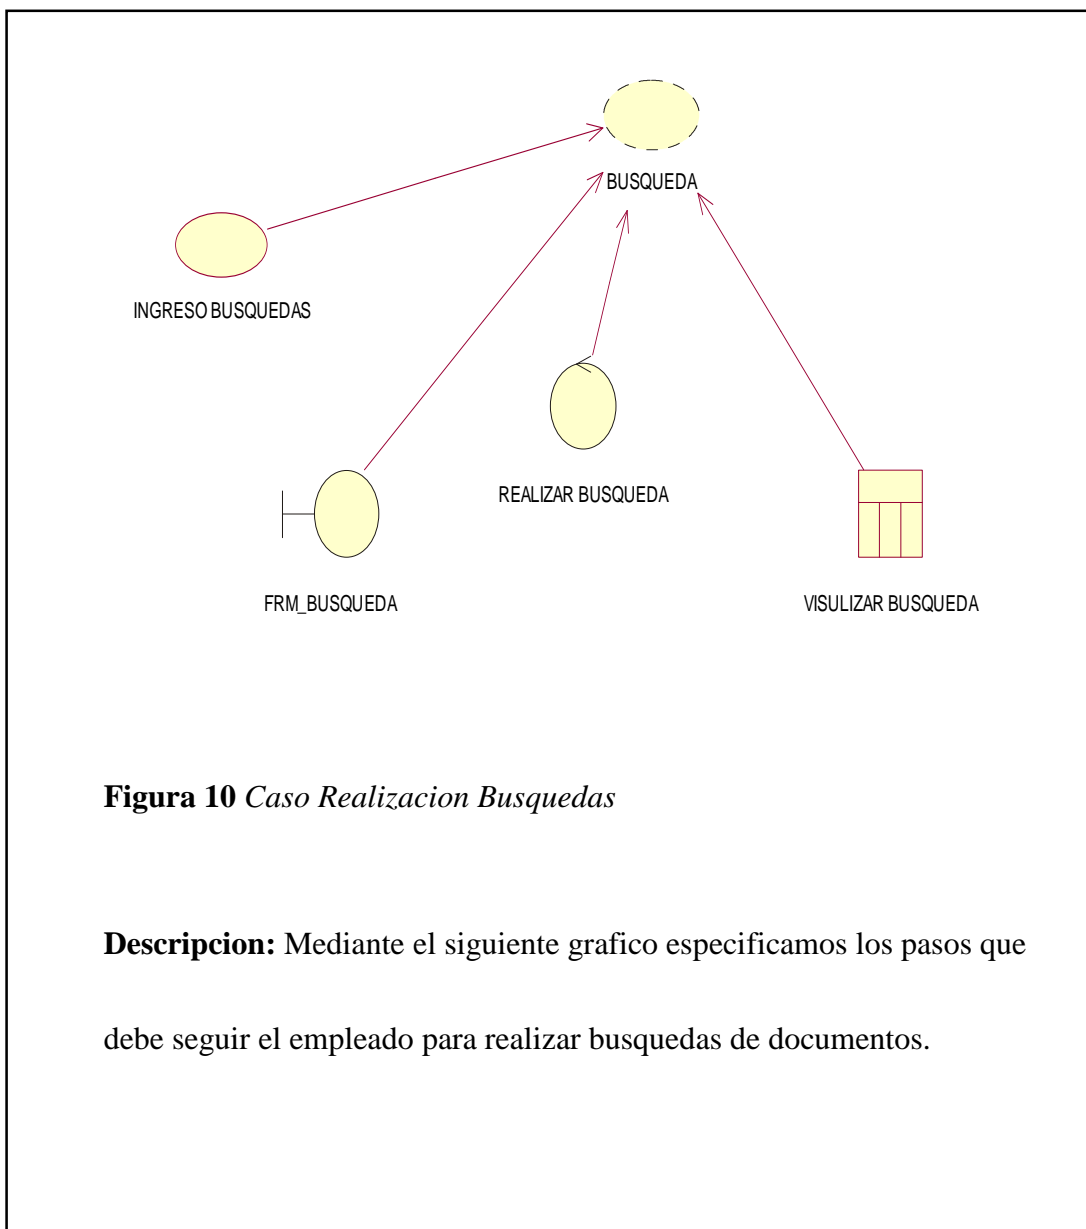 BUSQUEDA
INGRESO BUSQUEDAS
REALIZAR BUSQUEDA
FRM_BUSQUEDA
VISULIZAR BUSQUEDA
Figura 10 Caso Realizacion Busquedas
Descripcion: Mediante el siguiente grafico especificamos los pasos que
debe seguir el empleado para realizar busquedas de documentos.